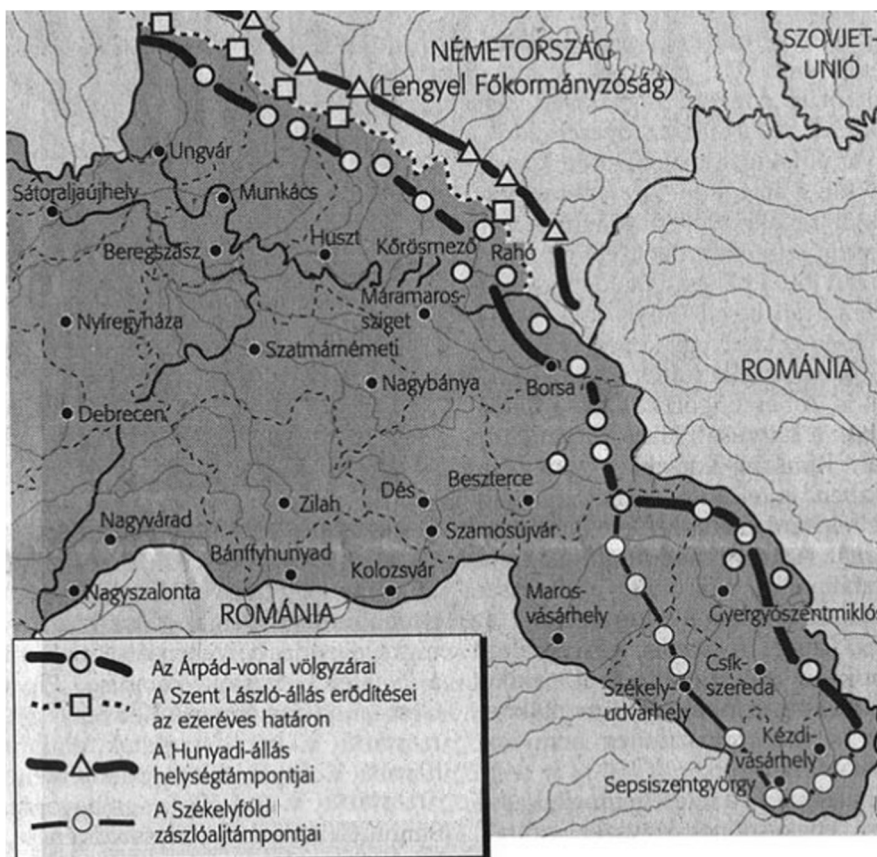 NÉMETORSZÁG
(Lengyel Főkormányzóság)
SZOVJET-
UNIÓ
Ungvár
Sátoraljaújhely
Munkács
Beregszász
Huszt
Kőrösmező
Rahó
Máramaros-
sziget
Nyíregyháza
Szatmárnémeti
ROMÁNIA
Nagybánya
Borsa
Debrecen
Beszterce
Zilah
Dés
Nagyvárad
Szamosújvár
Bánffyhunyad
Kolozsvár
Nagyszalonta
ROMÁNIA
Maros-
vásárhely
Gyergyószentmiklós
Székely-
udvarhely
Csík-
szereda
Kézdi-
vásárhely
Sepsiszentgyörgy
Az Árpád-vonal völgyzárai
A Szent László-állás erődítései
az ezeréves határon
A Hunyadi-állás
helységtámpontjai
A Székelyföld
zászlóaljtámpontjai